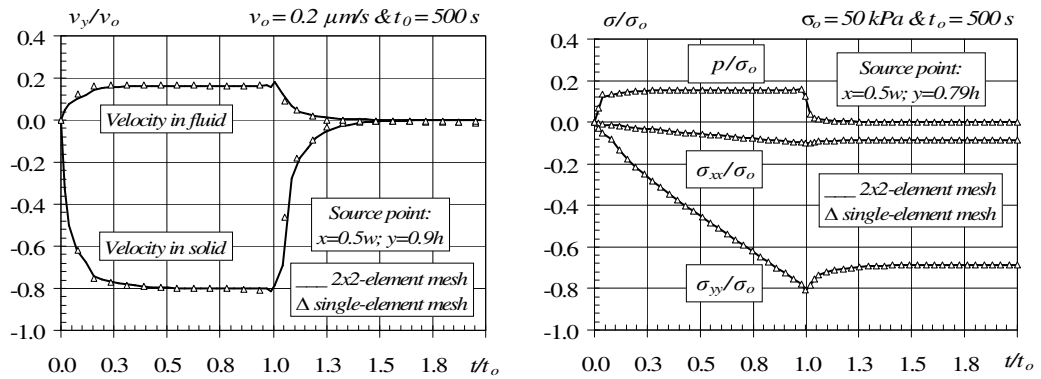 v_y/v_o
v_o = 0.2 μm/s & t_0 = 500 s
0.4
0.2
0.0
-0.2
-0.4
-0.6
-0.8
-1.0
Velocity in fluid
Velocity in solid
Source point:
x=0.5w; y=0.9h
___ 2x2-element mesh
Δ single-element mesh
0.0 0.3 0.5 0.8 1.0 1.3 1.5 1.8 t/t_o
σ/σ_o
σ_o = 50 kPa & t_o = 500 s
0.4
0.2
0.0
-0.2
-0.4
-0.6
-0.8
-1.0
p/σ_o
Source point:
x=0.5w; y=0.79h
σ_xx/σ_o
___ 2x2-element mesh
Δ single-element mesh
σ_yy/σ_o
0.0 0.3 0.5 0.8 1.0 1.3 1.5 1.8 t/t_o